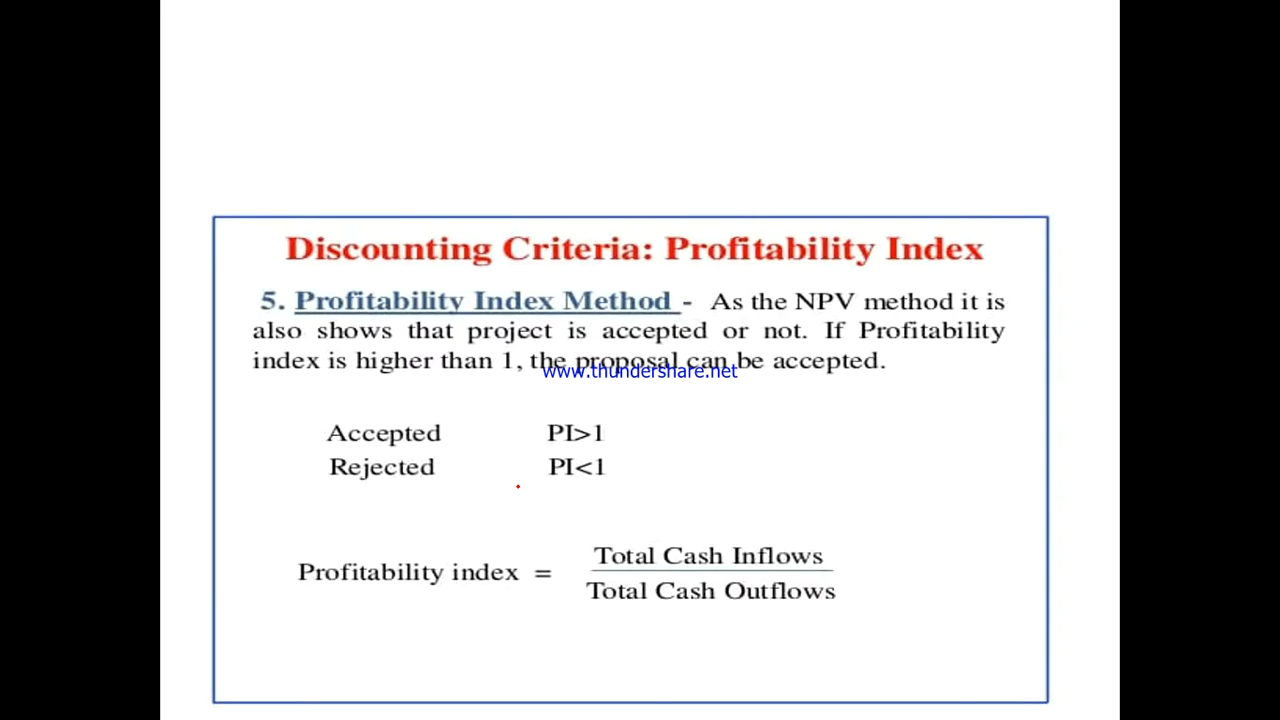 Discounting Criteria: Profitability Index
5. Profitability Index Method - As the NPV method it is
also shows that project is accepted or not. If Profitability
index is higher than 1, the proposal can be accepted.
www.thundershare.net
Accepted PI>1
Rejected PI<1
Profitability index = Total Cash Inflows
Total Cash Outflows